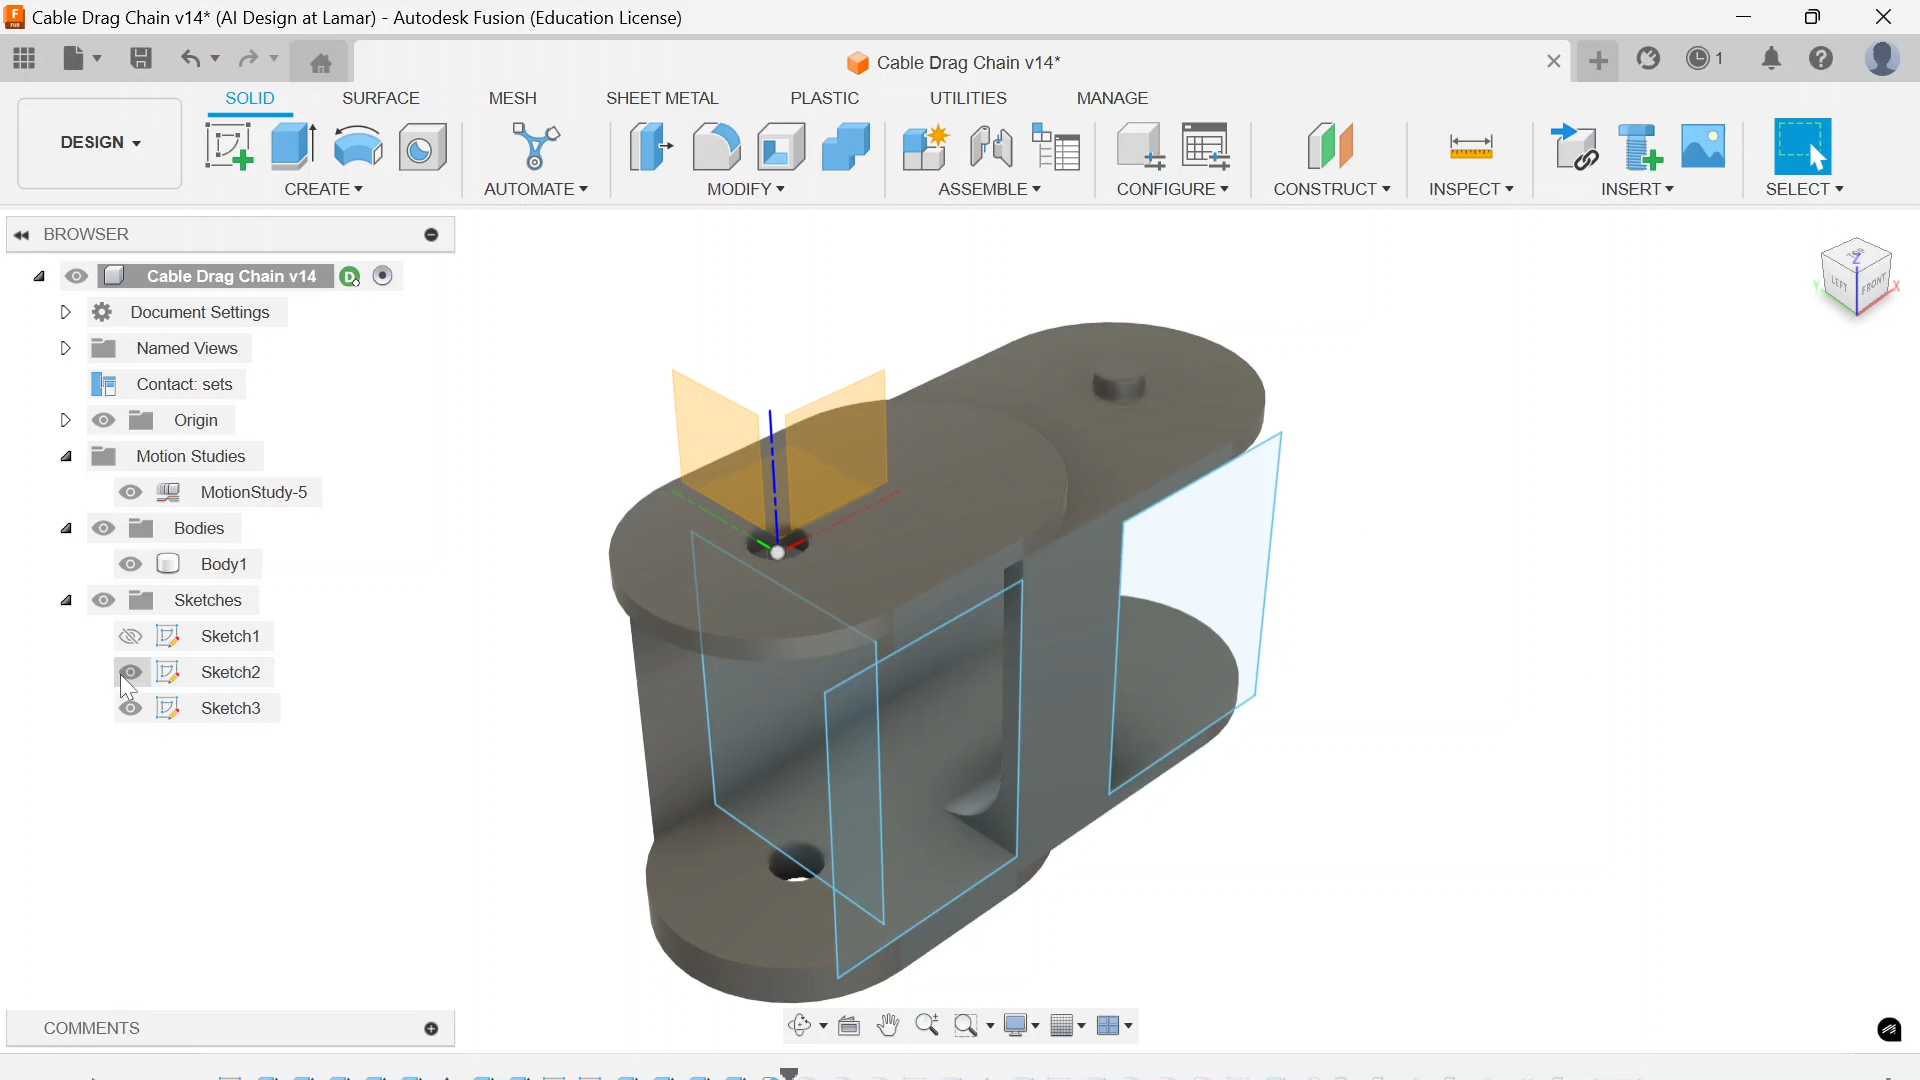 Cable Drag Chain v14* (AI Design at Lamar) - Autodesk Fusion (Education License)
Cable Drag Chain v14*
1
SOLID SURFACE MESH SHEET METAL PLASTIC UTILITIES MANAGE
DESIGN
CREATE AUTOMATE MODIFY ASSEMBLE CONFIGURE CONSTRUCT INSPECT INSERT SELECT
BROWSER
Cable Drag Chain v14
D
Document Settings
Named Views
Contact: sets
Origin
Motion Studies
MotionStudy-5
Bodies
Body1
Sketches
Sketch1
Sketch2
Sketch3
Z
LEFT FRONT
Y X
COMMENTS